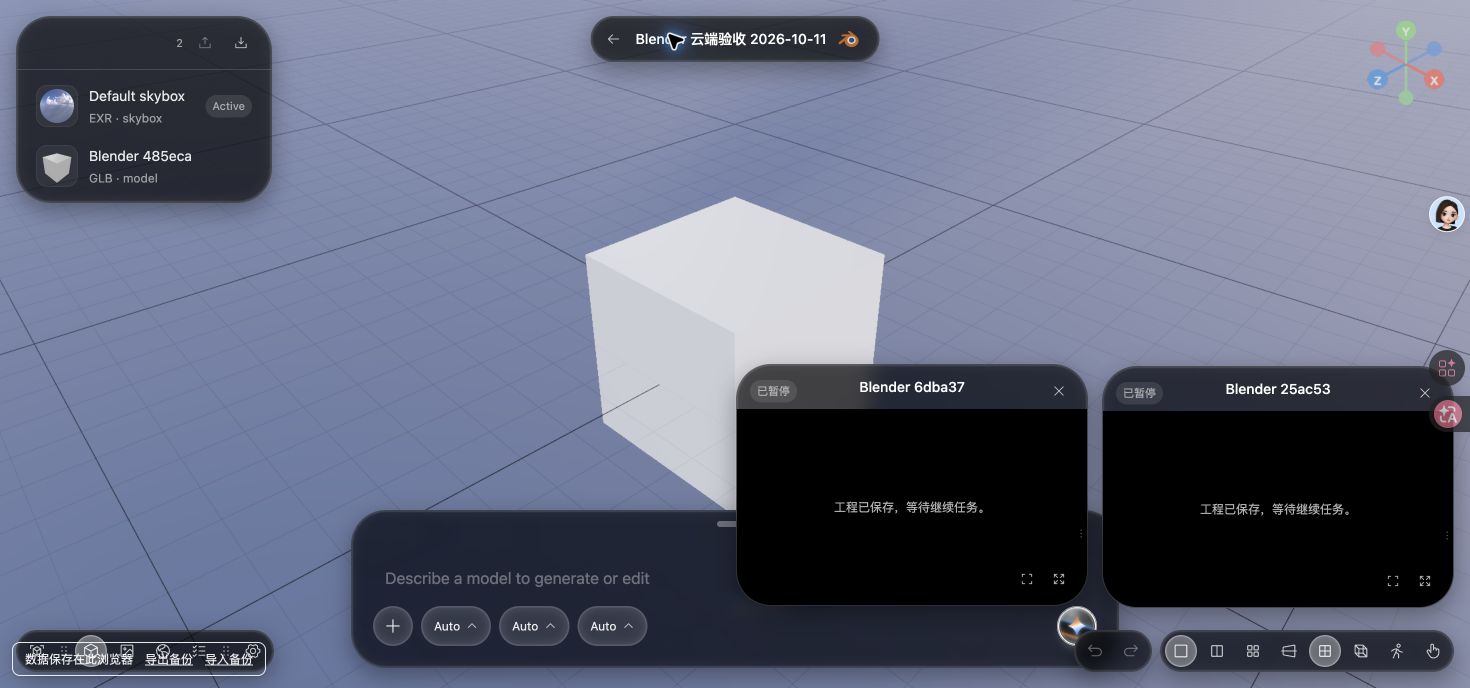 2
Default skybox
EXR · skybox
Active
Blender 485eca
GLB · model
云端验收 2026-10-11
Y
Z
X
已暂停
Blender 6dba37
工程已保存，等待继续任务。
已暂停
Blender 25ac53
工程已保存，等待继续任务。
A
Describe a model to generate or edit
Auto
Auto
Auto
数据保存在此浏览器 导出备份 导入备份